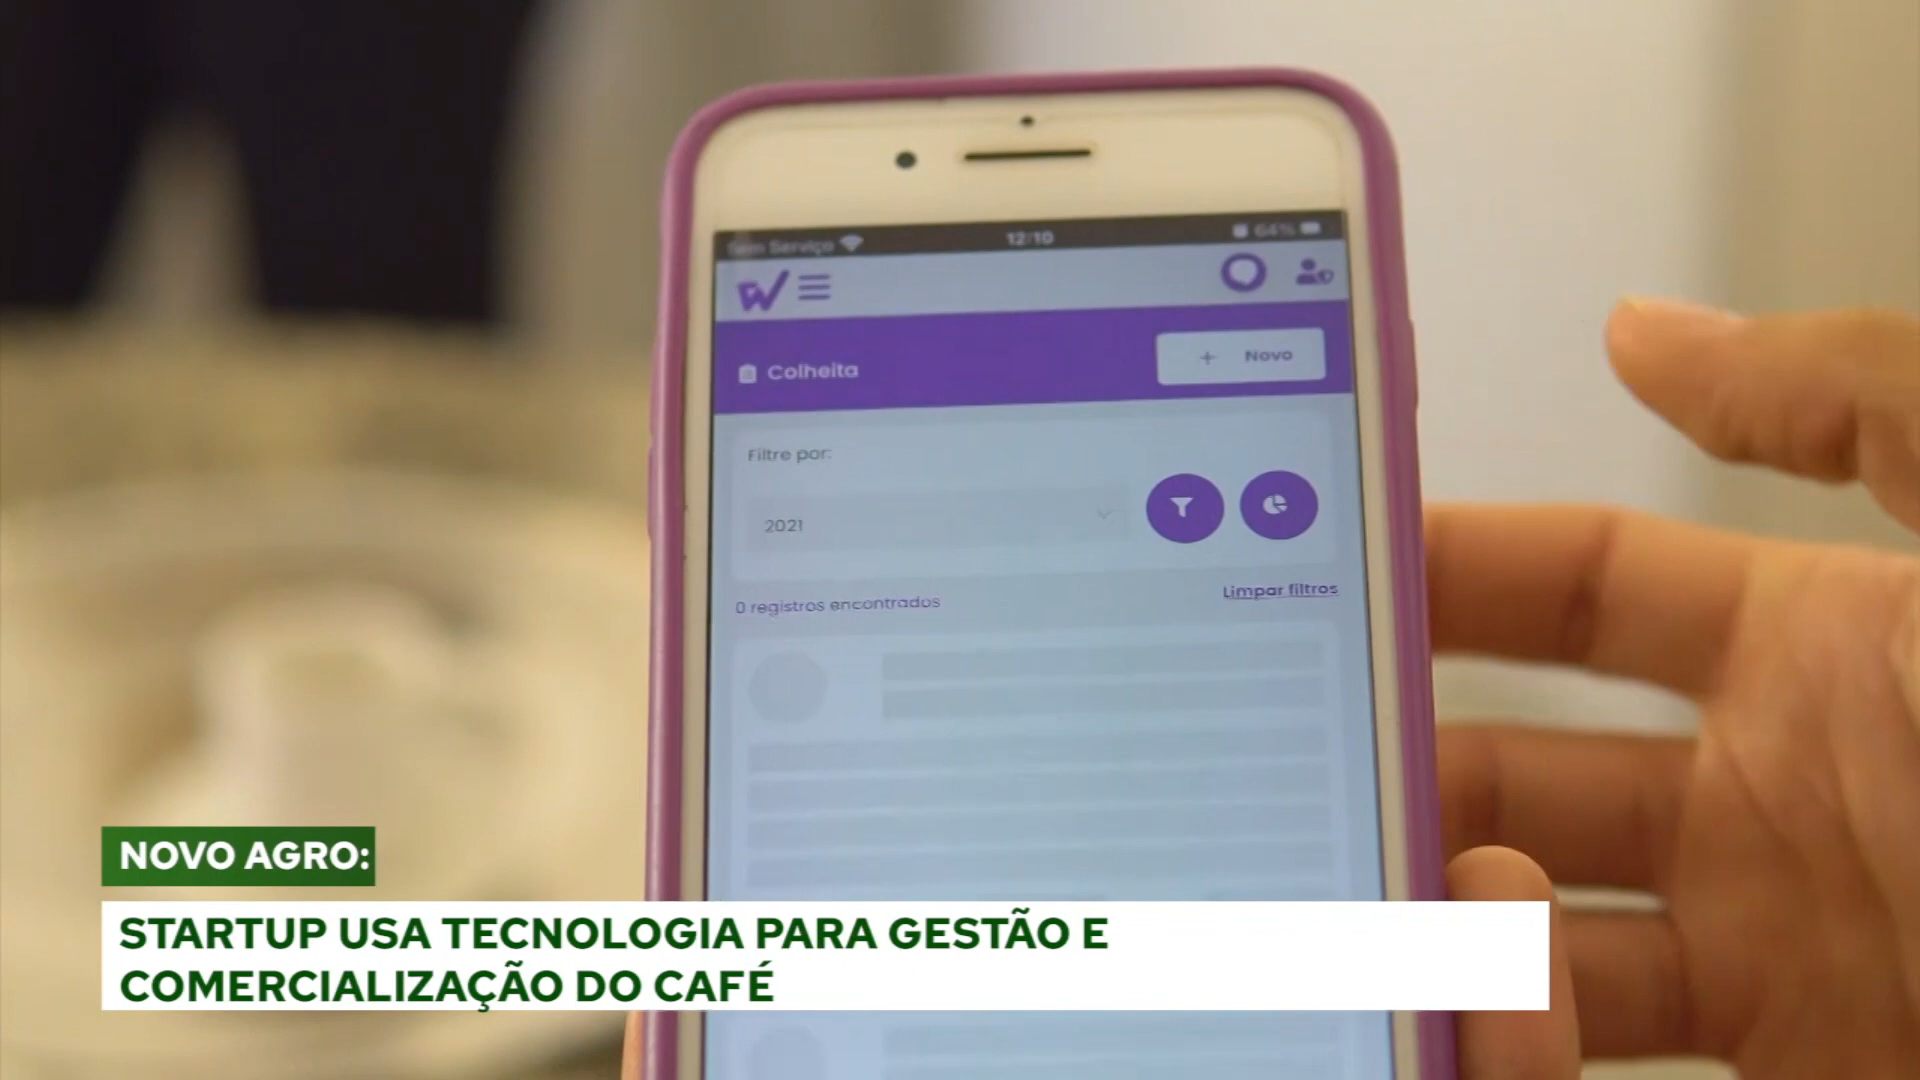 Sem Serviço 12:10 64%
W
Colheita
+ Novo
Filtre por:
2021
0 registros encontrados
Limpar filtros
NOVO AGRO:
STARTUP USA TECNOLOGIA PARA GESTÃO E
COMERCIALIZAÇÃO DO CAFÉ